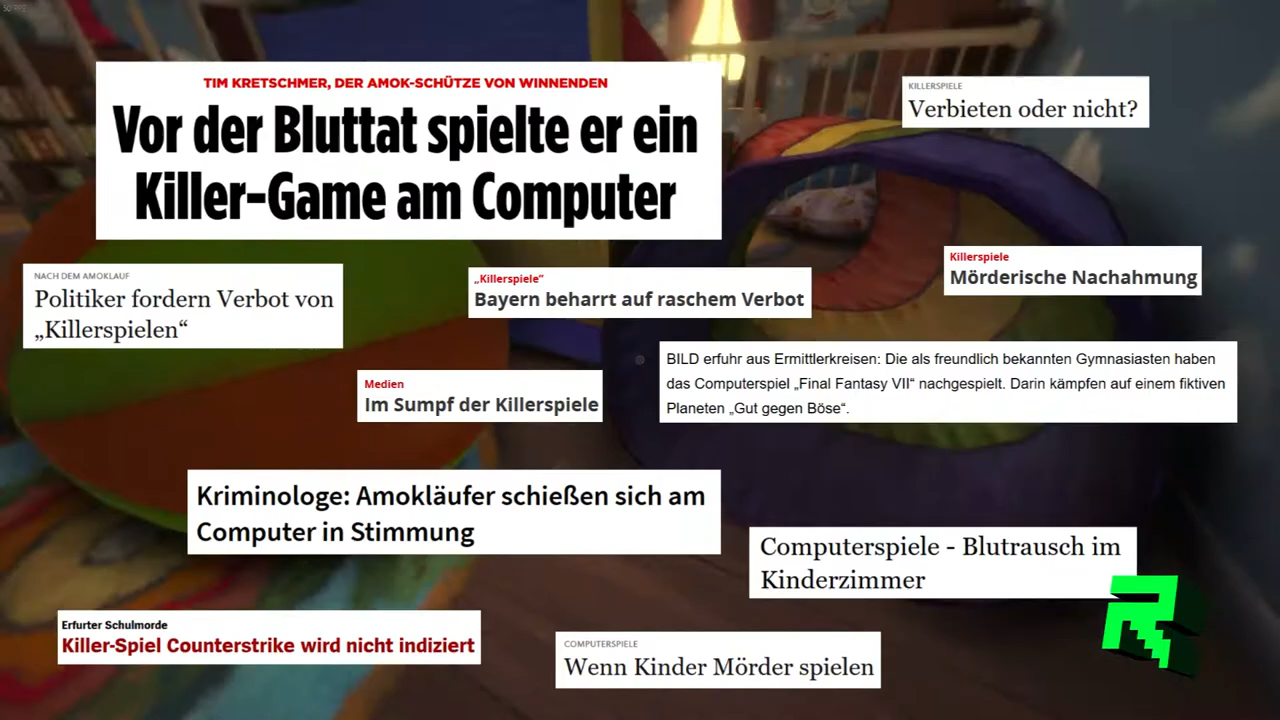 50 FPS
TIM KRETSCHMER, DER AMOK-SCHÜTZE VON WINNENDEN
Vor der Bluttat spielte er ein
Killer-Game am Computer
KILLERSPIELE
Verbieten oder nicht?
NACH DEM AMOKLAUF
Politiker fordern Verbot von
„Killerspielen“
„Killerspiele“
Bayern beharrt auf raschem Verbot
Killerspiele
Mörderische Nachahmung
Medien
Im Sumpf der Killerspiele
BILD erfuhr aus Ermittlerkreisen: Die als freundlich bekannten Gymnasiasten haben
das Computerspiel „Final Fantasy VII“ nachgespielt. Darin kämpfen auf einem fiktiven
Planeten „Gut gegen Böse“.
Kriminologe: Amokläufer schießen sich am
Computer in Stimmung
Computerspiele - Blutrausch im
Kinderzimmer
Erfurter Schulmorde
Killer-Spiel Counterstrike wird nicht indiziert
COMPUTERSPIELE
Wenn Kinder Mörder spielen